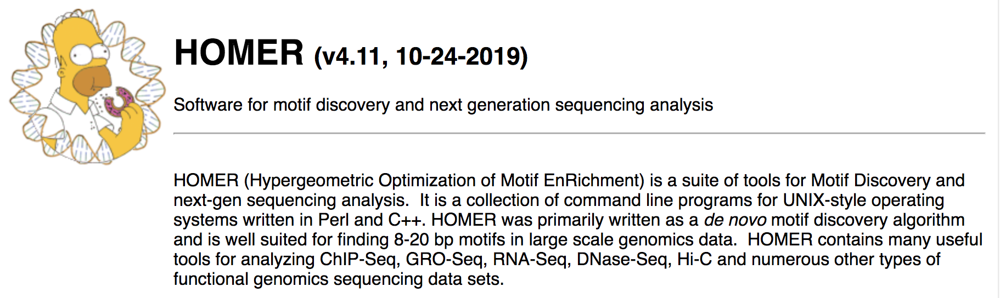 HOMER (v4.11, 10-24-2019)
Software for motif discovery and next generation sequencing analysis
HOMER (Hypergeometric Optimization of Motif EnRichment) is a suite of tools for Motif Discovery and
next-gen sequencing analysis.  It is a collection of command line programs for UNIX-style operating
systems written in Perl and C++. HOMER was primarily written as a de novo motif discovery algorithm
and is well suited for finding 8-20 bp motifs in large scale genomics data.  HOMER contains many useful
tools for analyzing ChIP-Seq, GRO-Seq, RNA-Seq, DNase-Seq, Hi-C and numerous other types of
functional genomics sequencing data sets.